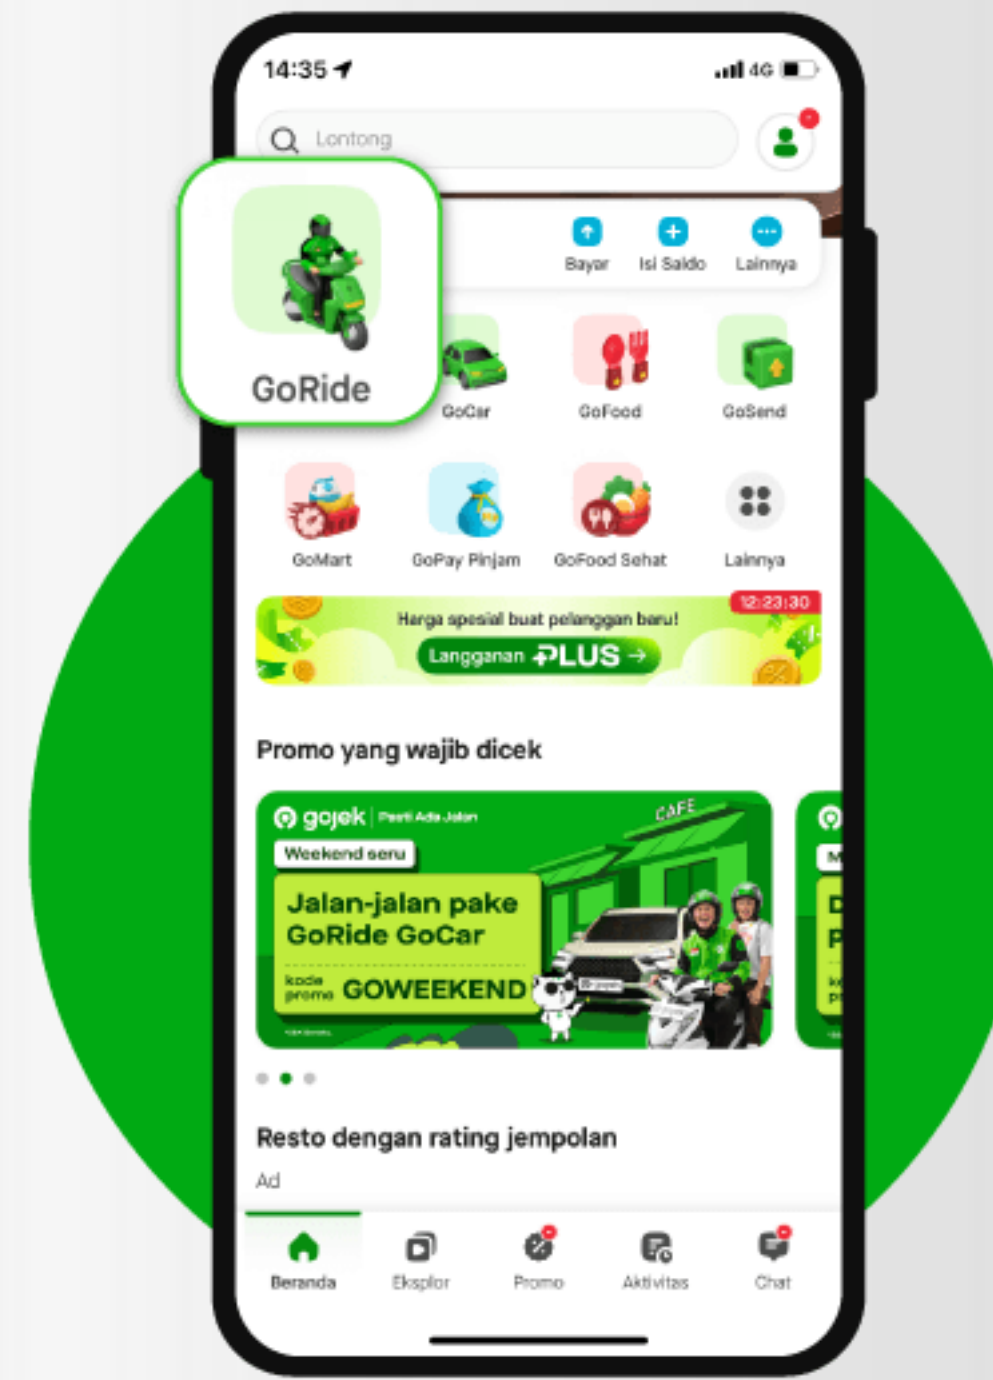 14:35
4G
Lontong
Bayar
Isi Saldo
Lainnya
GoRide
GoCar
GoFood
GoSend
GoMart
GoPay Pinjam
GoFood Sehat
Lainnya
12:23:30
Harga spesial buat pelanggan baru!
Langganan PLUS →
Promo yang wajib dicek
gojek | Pasti Ada Jalan
CAFE
Weekend seru
Jalan-jalan pake
GoRide GoCar
kode
promo GOWEEKEND
Resto dengan rating jempolan
Ad
Beranda
Eksplor
Promo
Aktivitas
Chat